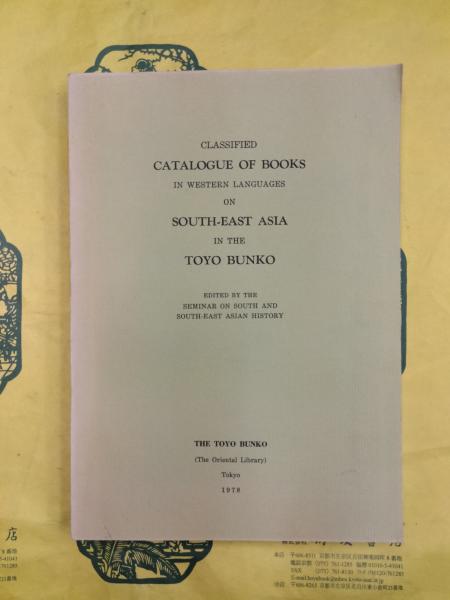 CLASSIFIED
CATALOGUE OF BOOKS
IN WESTERN LANGUAGES
ON
SOUTH-EAST ASIA
IN THE
TOYO BUNKO
EDITED BY THE
SEMINAR ON SOUTH AND
SOUTH-EAST ASIAN HISTORY
THE TOYO BUNKO
(The Oriental Library)
Tokyo
1978
店